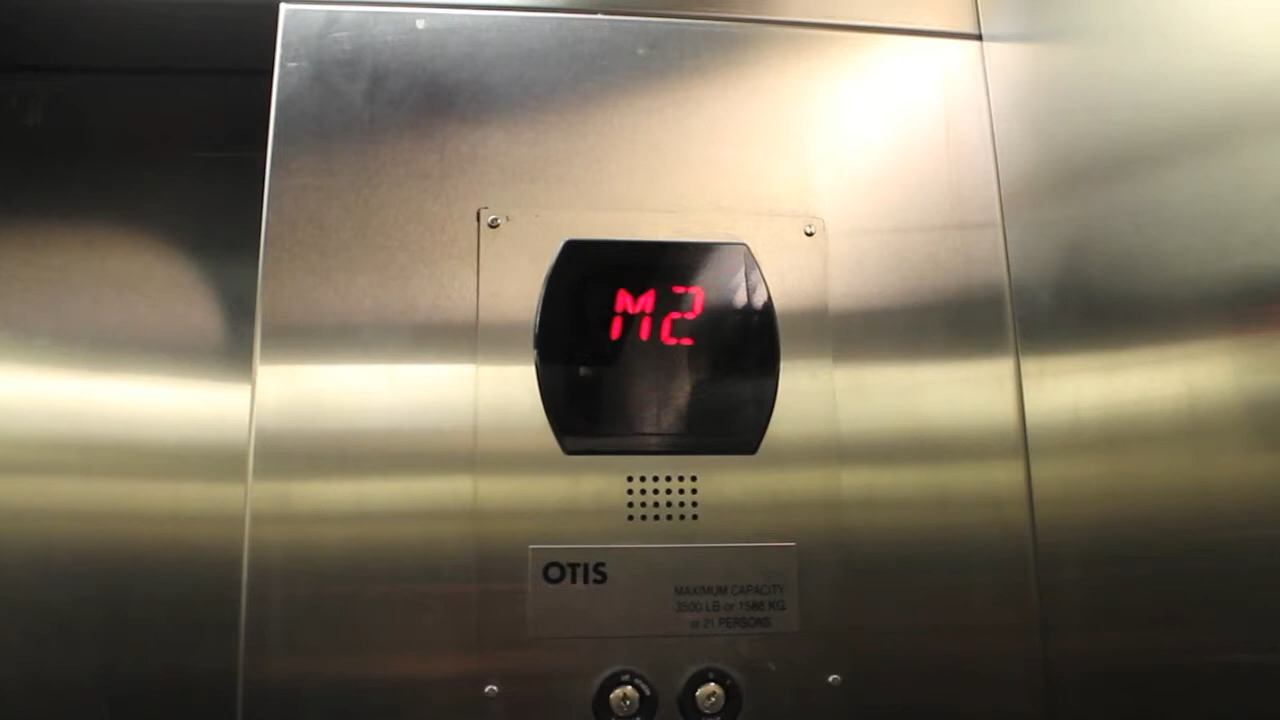 M2
OTIS
MAXIMUM CAPACITY
3500 LB or 1588 KG
or 21 PERSONS